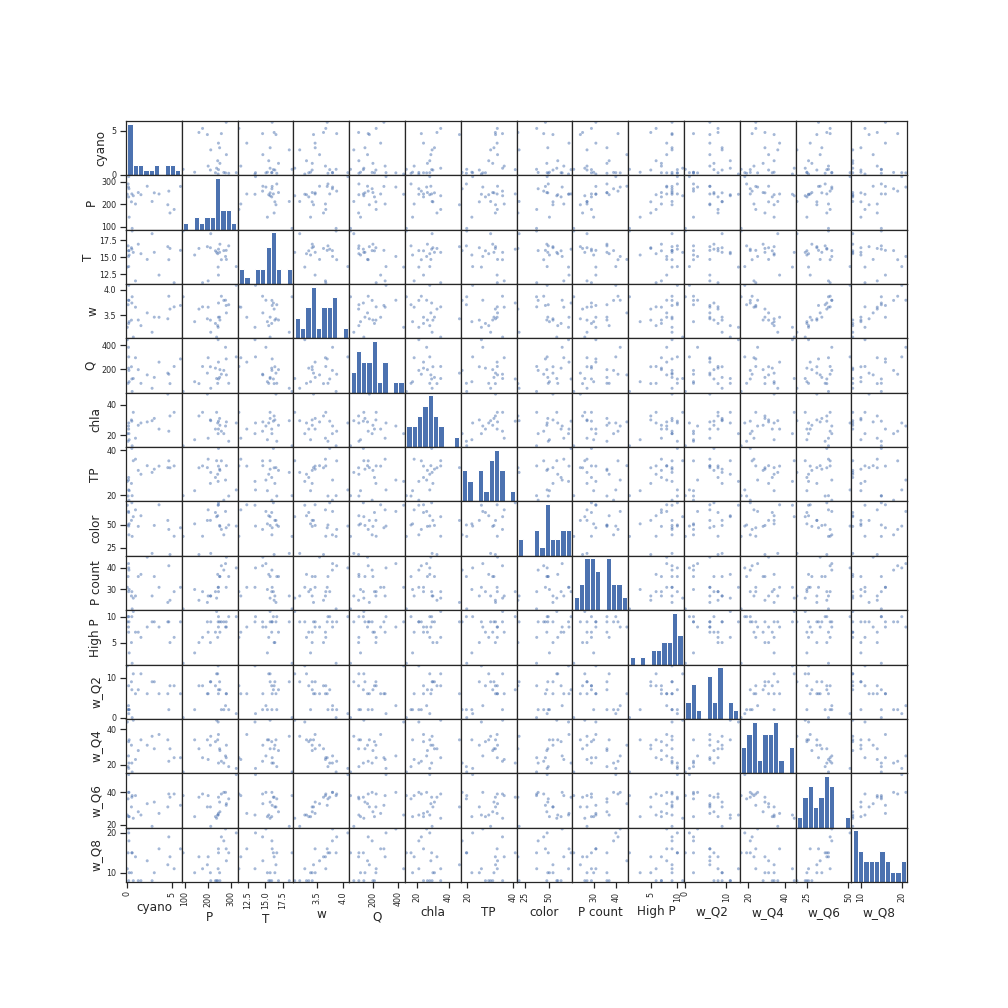 cyano
5
0
P
300
200
100
T
17.5
15.0
12.5
w
4.0
3.5
Q
400
200
chla
40
20
TP
40
20
color
50
25
P count
40
30
High P
10
5
w_Q2
10
0
w_Q4
40
20
w_Q6
40
20
w_Q8
20
10
0 5 100 200 300 12.5 15.0 17.5 3.5 4.0 200 400 20 40 20 40 25 50 30 40 5 10 0 10 20 40 25 50 10 20
cyano P T w Q chla TP color P count High P w_Q2 w_Q4 w_Q6 w_Q8